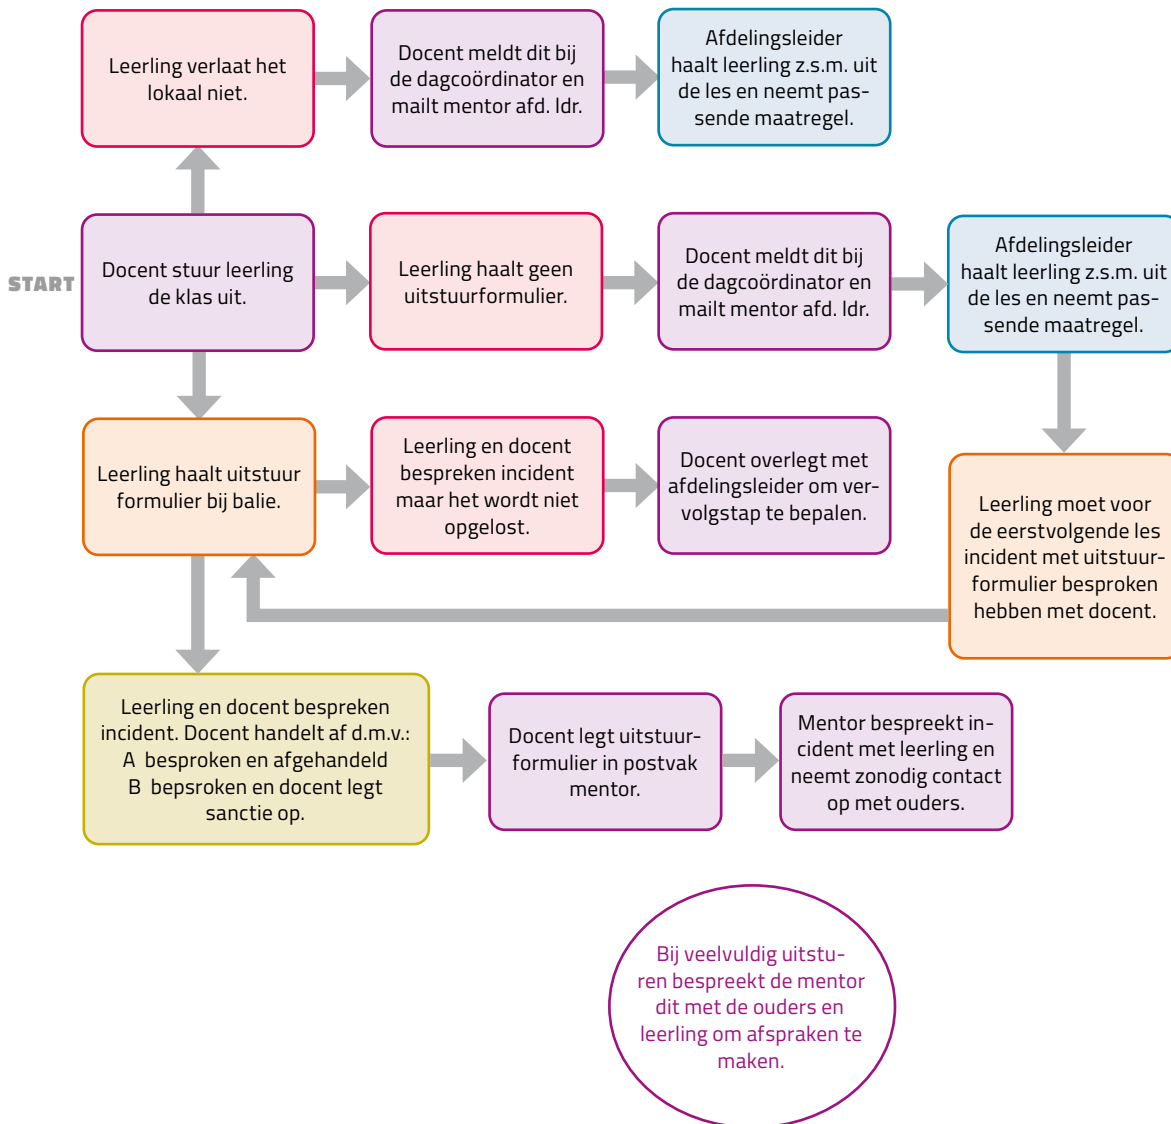 Leerling verlaat het
lokaal niet.
Docent meldt dit bij
de dagcoördinator en
mailt mentor afd. ldr.
Afdelingsleider
haalt leerling z.s.m. uit
de les en neemt pas-
sende maatregel.
START
Docent stuur leerling
de klas uit.
Leerling haalt geen
uitstuurformulier.
Docent meldt dit bij
de dagcoördinator en
mailt mentor afd. ldr.
Afdelingsleider
haalt leerling z.s.m. uit
de les en neemt pas-
sende maatregel.
Leerling haalt uitstuur
formulier bij balie.
Leerling en docent
bespreken incident
maar het wordt niet
opgelost.
Docent overlegt met
afdelingsleider om ver-
volgstap te bepalen.
Leerling moet voor
de eerstvolgende les
incident met uitstuur-
formulier besproken
hebben met docent.
Leerling en docent bespreken
incident. Docent handelt af d.m.v.:
A besproken en afgehandeld
B bepsroken en docent legt
sanctie op.
Docent legt uitstuur-
formulier in postvak
mentor.
Mentor bespreekt in-
cident met leerling en
neemt zonodig contact
op met ouders.
Bij veelvuldig uitstu-
ren bespreekt de mentor
dit met de ouders en
leerling om afspraken te
maken.